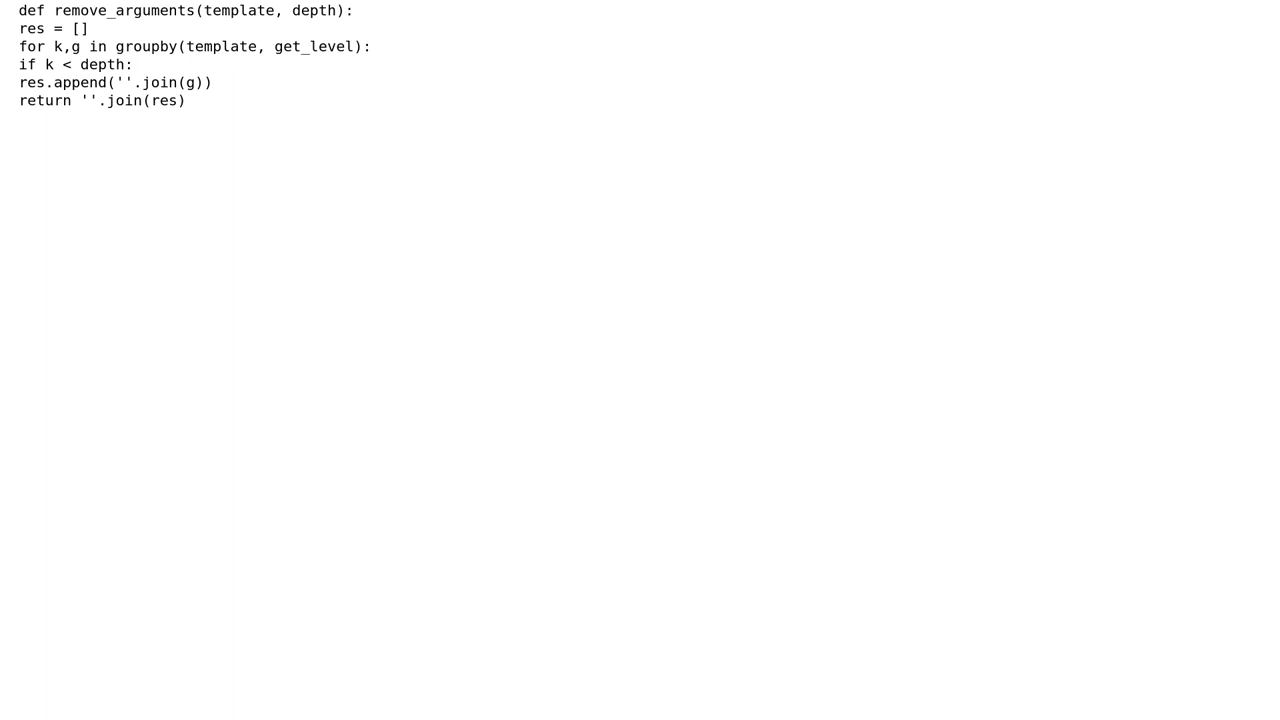 def remove_arguments(template, depth):
res = []
for k,g in groupby(template, get_level):
if k < depth:
res.append(''.join(g))
return ''.join(res)